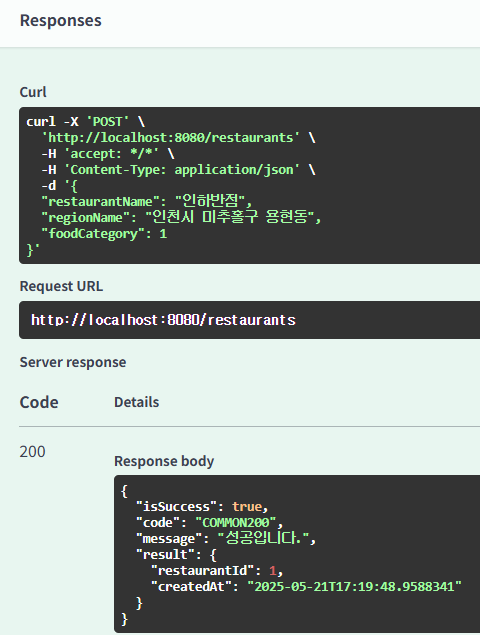 Responses
Curl
curl -X 'POST' \
  'http://localhost:8080/restaurants' \
  -H 'accept: */*' \
  -H 'Content-Type: application/json' \
  -d '{
  "restaurantName": "인하반점",
  "regionName": "인천시 미추홀구 용현동",
  "foodCategory": 1
}'
Request URL
http://localhost:8080/restaurants
Server response
Code Details
200
Response body
{
  "isSuccess": true,
  "code": "COMMON200",
  "message": "성공입니다.",
  "result": {
    "restaurantId": 1,
    "createdAt": "2025-05-21T17:19:48.9588341"
  }
}